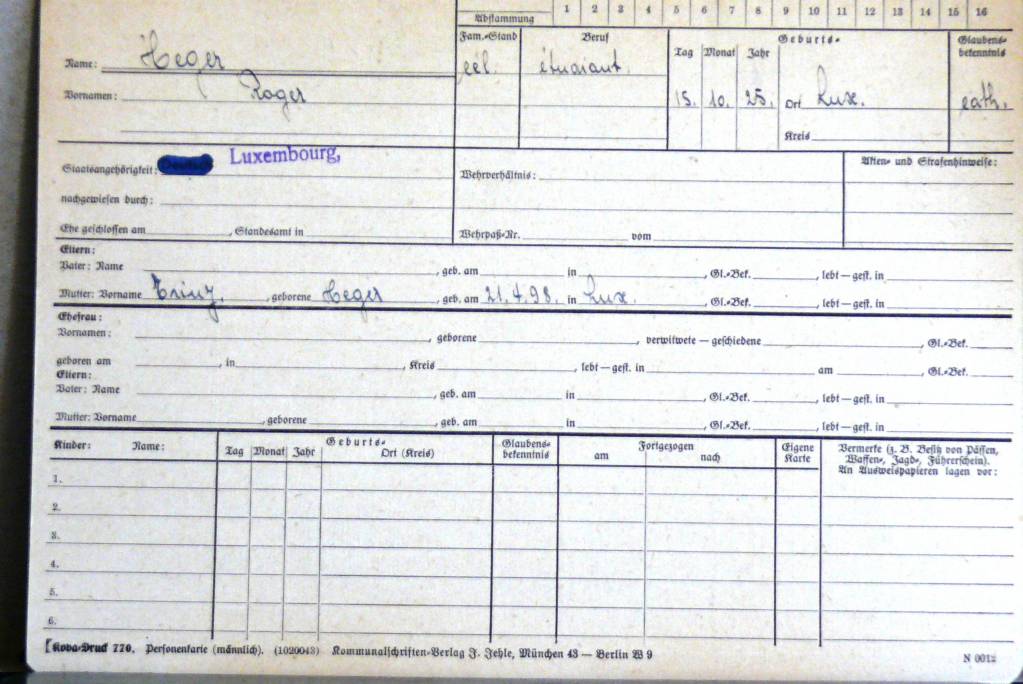 Abstammung 1 2 3 4 5 6 7 8 9 10 11 12 13 14 15 16
Fam.-Stand Beruf Geburts- Glaubens-
bekenntnis
Tag Monat Jahr
Name: Heger
cél. étudiant.
Vornamen: Roger
15. 10. 25. Ort Lux. cath.
Kreis
Staatsangehörigkeit: Luxembourg,
Wehrverhältnis: Akten- und Strafenhinweise:
nachgewiesen durch:
Ehe geschlossen am , Standesamt in
Wehrpaß-Nr. vom
Eltern:
Vater: Name , geb. am in , Gl.-Bek. , lebt—gest. in
Mutter: Vorname , geborene Heger , geb. am 21.4.98. in Lux. , Gl.-Bek. , lebt—gest. in
Ehefrau:
Vornamen: , geborene , verwitwete — geschiedene , Gl.-Bek.
geboren am , in , Kreis , lebt—gest. in am , Gl.-Bek.
Eltern:
Vater: Name , geb. am in , Gl.-Bek. , lebt—gest. in
Mutter: Vorname , geborene , geb. am in , Gl.-Bek. , lebt—gest. in
Kinder: Name: Tag Monat Jahr Geburts- Ort (Kreis) Glaubens-
bekenntnis Fortgezogen am nach Eigene
Karte Vermerke (z. B. Besitz von Pässen,
Waffen-, Jagd-, Führerschein).
An Ausweispapieren lagen vor:
1.
2.
3.
4.
5.
6.
Kova-Druck 770. Personenkarte (männlich). (1020043) Kommunalschriften-Verlag J. Jehle, München 43 — Berlin W 9
N 0012